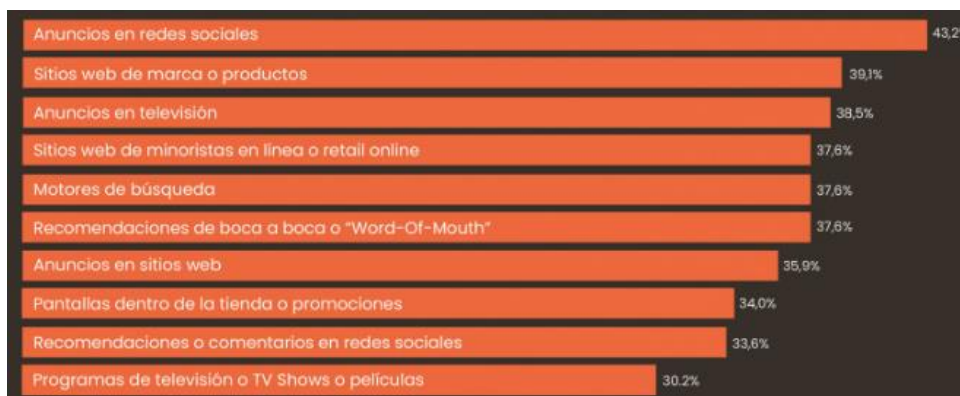 Anuncios en redes sociales 43,2%
Sitios web de marca o productos 39,1%
Anuncios en televisión 38,5%
Sitios web de minoristas en línea o retail online 37,6%
Motores de búsqueda 37,6%
Recomendaciones de boca a boca o "Word-Of-Mouth" 37,6%
Anuncios en sitios web 35,9%
Pantallas dentro de la tienda o promociones 34,0%
Recomendaciones o comentarios en redes sociales 33,6%
Programas de televisión o TV Shows o películas 30.2%